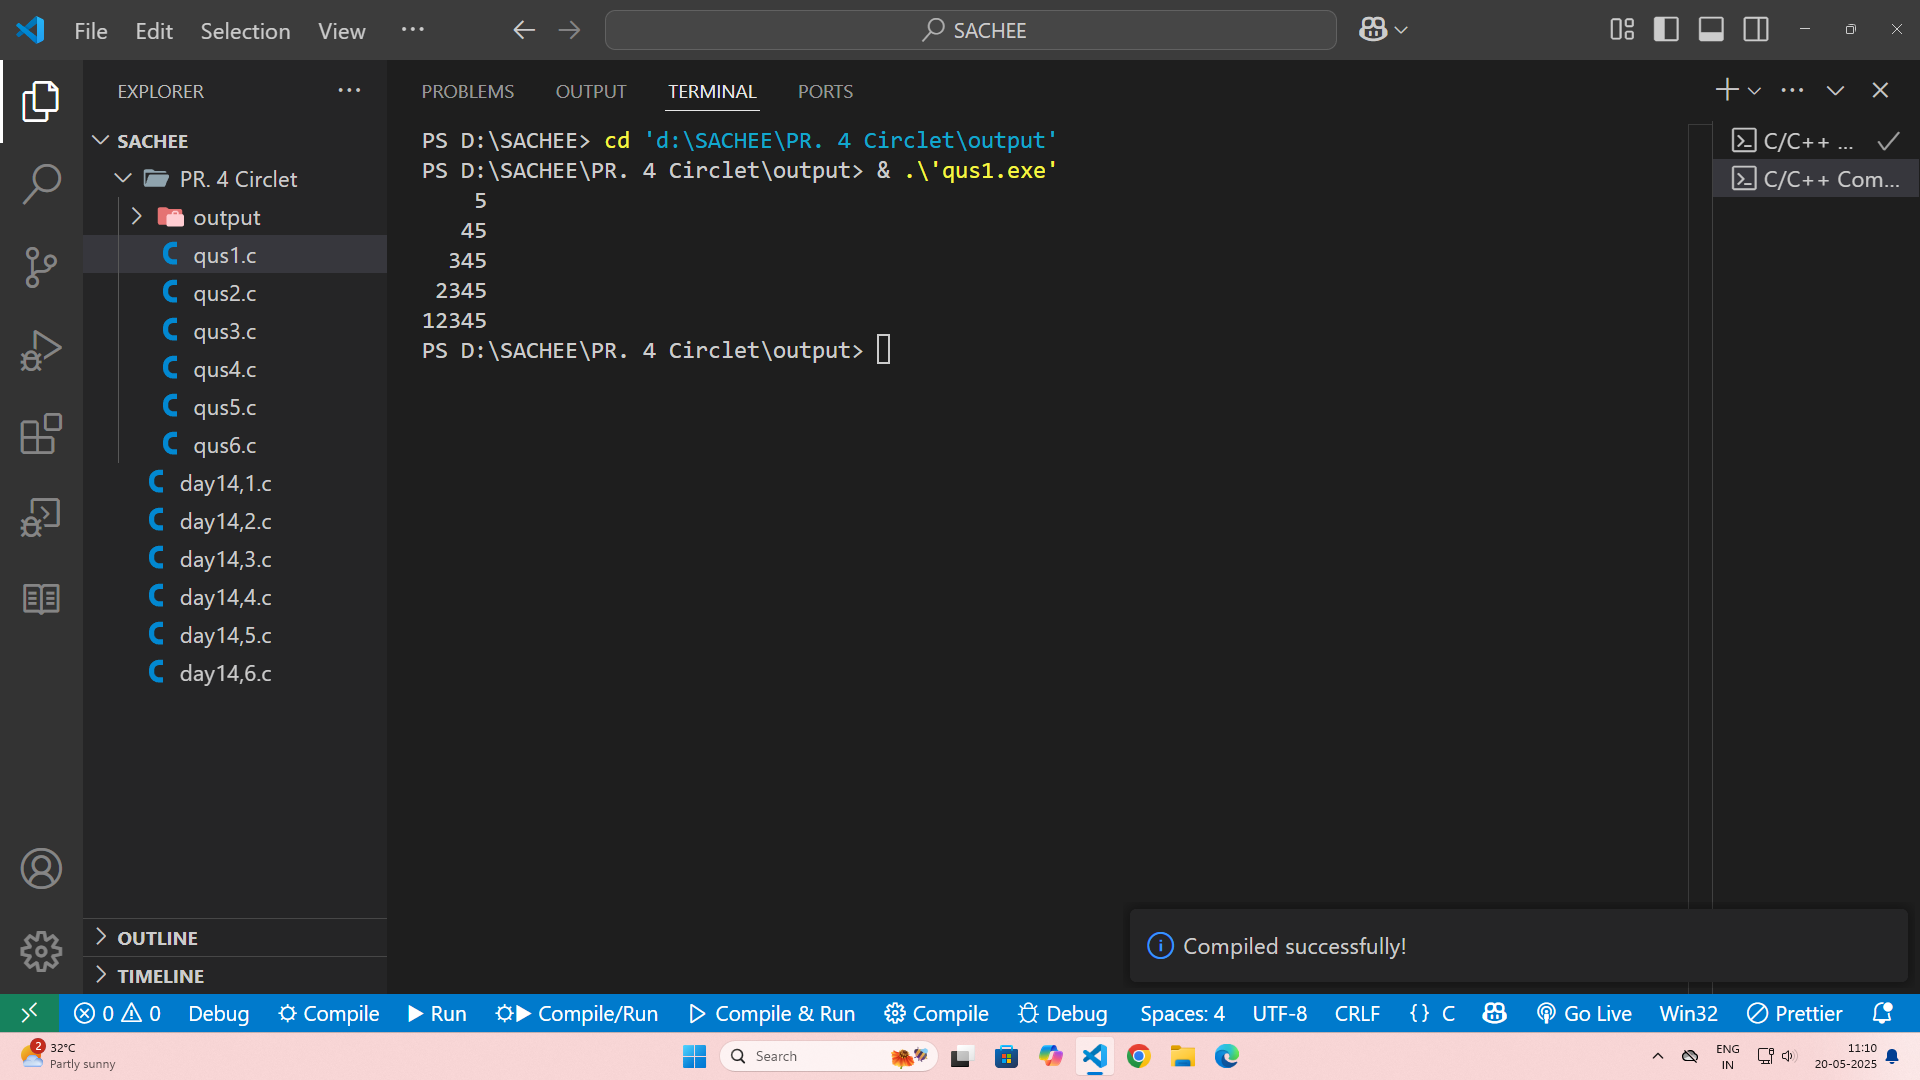 File Edit Selection View ···
SACHEE
EXPLORER ···
SACHEE
PR. 4 Circlet
output
qus1.c
qus2.c
qus3.c
qus4.c
qus5.c
qus6.c
day14,1.c
day14,2.c
day14,3.c
day14,4.c
day14,5.c
day14,6.c
OUTLINE
TIMELINE
PROBLEMS OUTPUT TERMINAL PORTS
PS D:\SACHEE> cd 'd:\SACHEE\PR. 4 Circlet\output'
PS D:\SACHEE\PR. 4 Circlet\output> & .\'qus1.exe'
    5
   45
  345
 2345
12345
PS D:\SACHEE\PR. 4 Circlet\output>
C/C++ ...
C/C++ Com...
Compiled successfully!
0 0 Debug Compile Run Compile/Run Compile & Run Compile Debug Spaces: 4 UTF-8 CRLF {} C Go Live Win32 Prettier
2
32°C
Partly sunny
Search
ENG
IN
11:10
20-05-2025